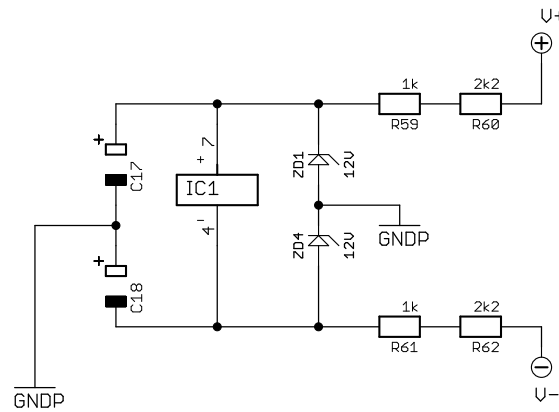 V+
1k 2k2
R59 R60
+ C17
7
+
IC1
-
4
ZD1 12V
GNDP
ZD4 12V
+ C18
1k 2k2
R61 R62
GNDP
V-